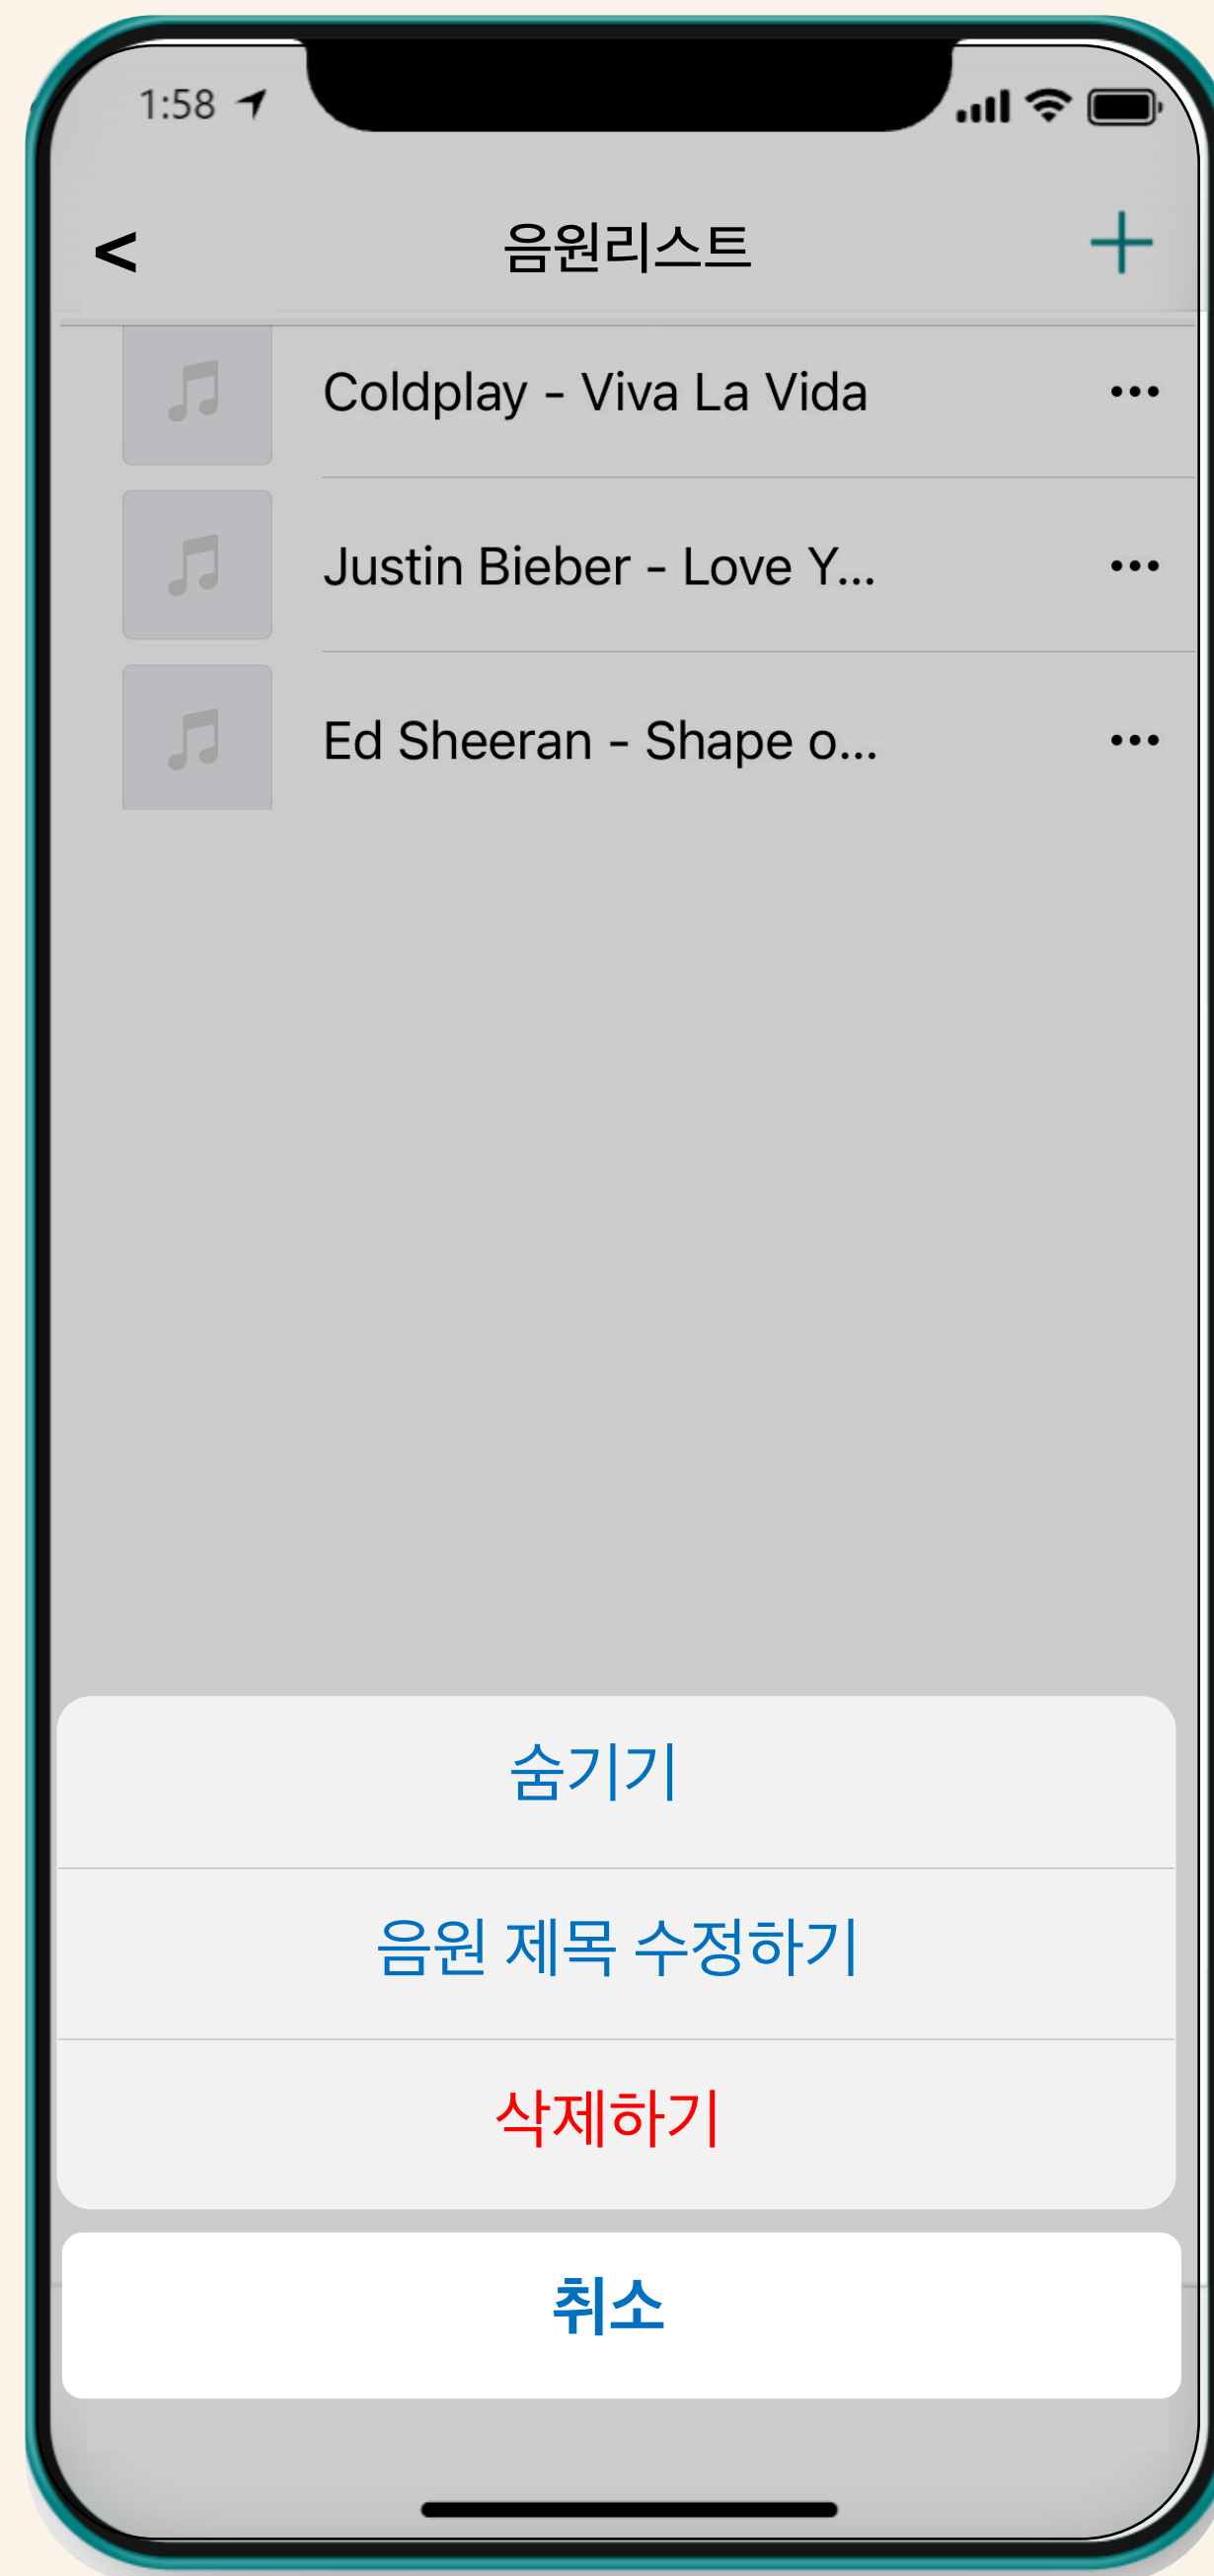 1:58
< 음원리스트 +
Coldplay - Viva La Vida ...
Justin Bieber - Love Y... ...
Ed Sheeran - Shape o... ...
숨기기
음원 제목 수정하기
삭제하기
취소